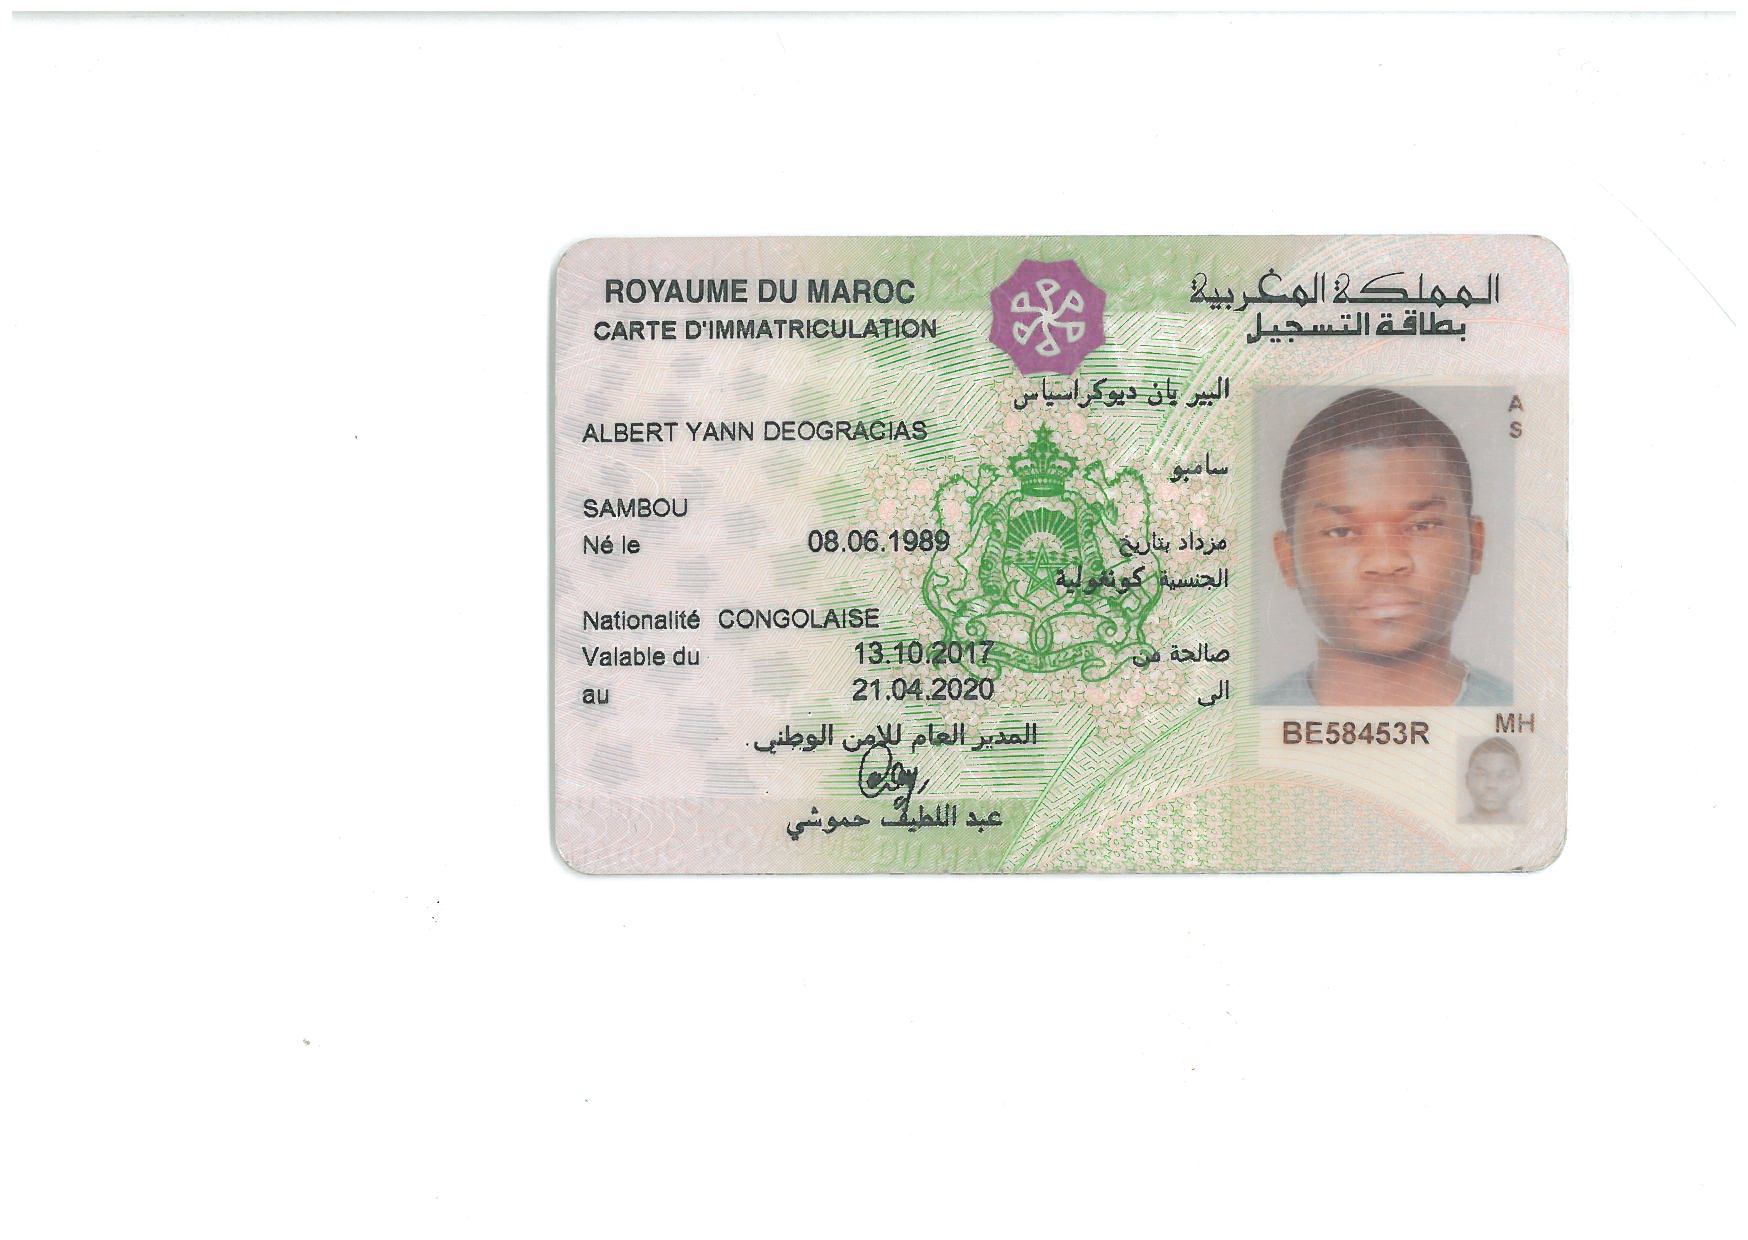 ROYAUME DU MAROC
المملكة المغربية
CARTE D'IMMATRICULATION
بطاقة التسجيل
البير يان ديوكراسياس
ALBERT YANN DEOGRACIAS
سامبو
SAMBOU
Né le 08.06.1989 مزداد بتاريخ
الجنسية كونغولية
Nationalité CONGOLAISE
Valable du 13.10.2017 صالحة من
au 21.04.2020 الى
المدير العام للامن الوطني
عبد اللطيف حموشي
A
S
BE58453R
MH